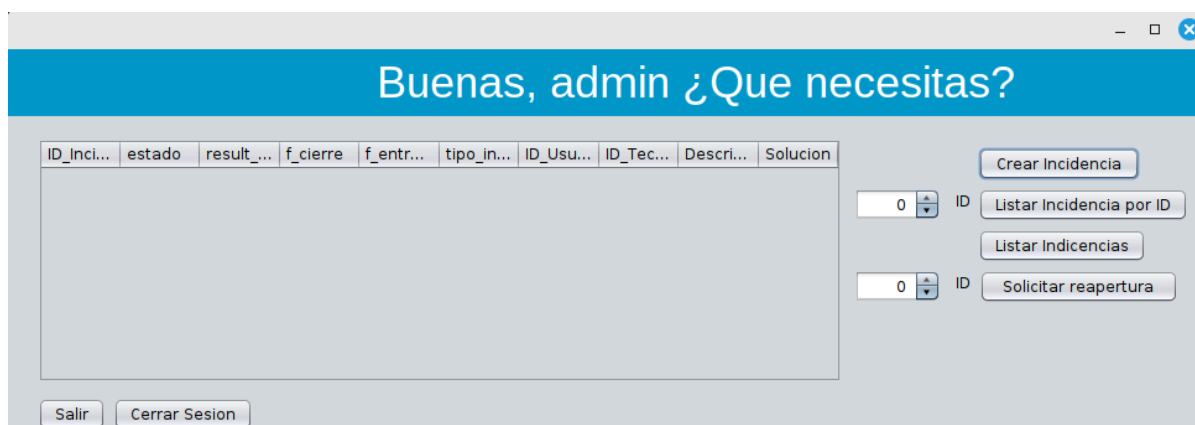 Buenas, admin ¿Que necesitas?
ID_Inci... estado result_... f_cierre f_entr... tipo_in... ID_Usu... ID_Tec... Descri... Solucion
Crear Incidencia
0 ID Listar Incidencia por ID
Listar Indicencias
0 ID Solicitar reapertura
Salir Cerrar Sesion